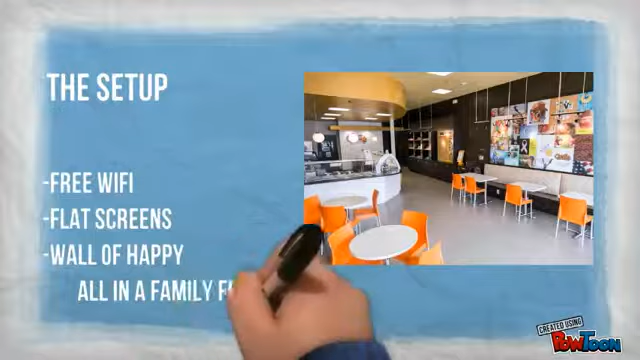 THE SETUP
-FREE WIFI
-FLAT SCREENS
-WALL OF HAPPY
ALL IN A FAMILY
CREATED USING
POWTOON